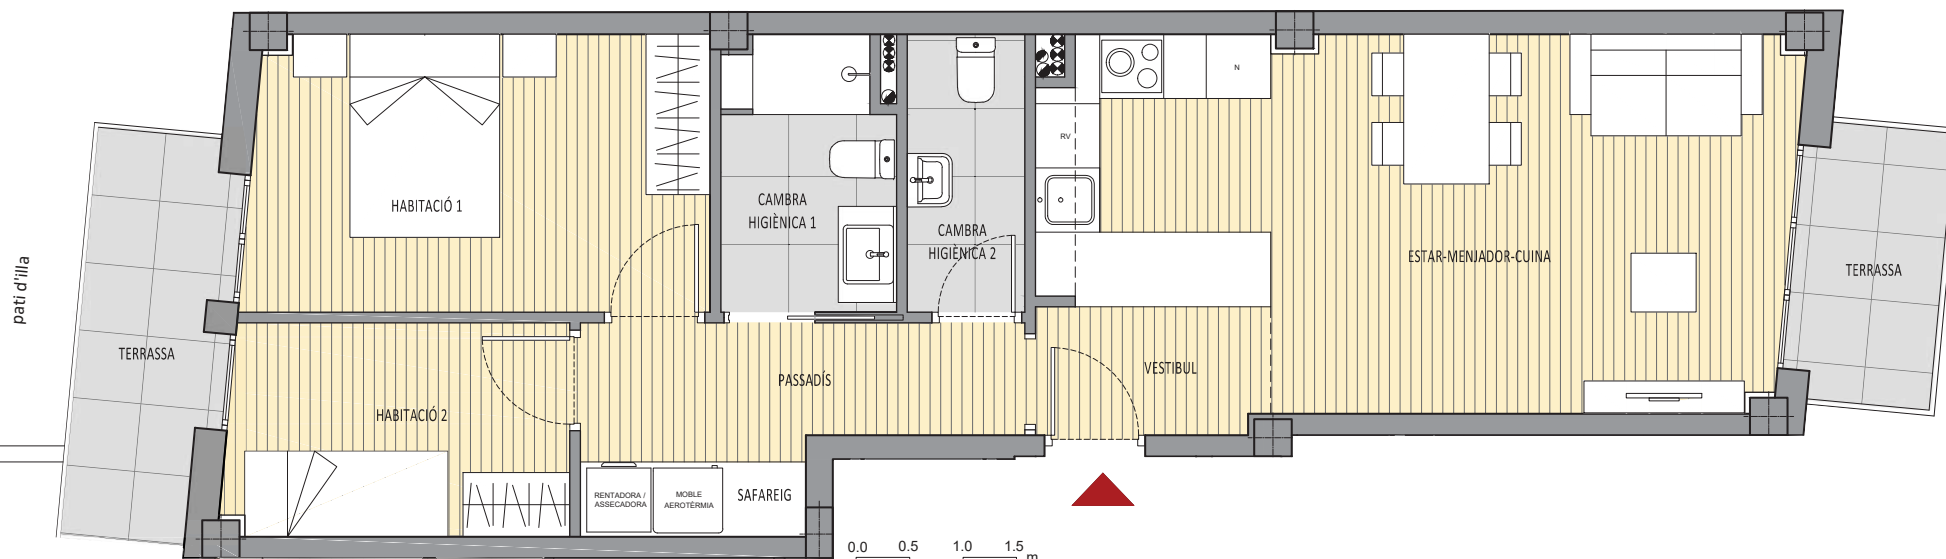 N
RV
HABITACIÓ 1
CAMBRA
HIGIÈNICA 1
CAMBRA
HIGIÈNICA 2
ESTAR-MENJADOR-CUINA
TERRASSA
pati d'illa
TERRASSA
VESTIBUL
PASSADÍS
HABITACIÓ 2
RENTADORA /
ASSECADORA
MOBLE
AEROTÈRMIA
SAFAREIG
0.0 0.5 1.0 1.5
m